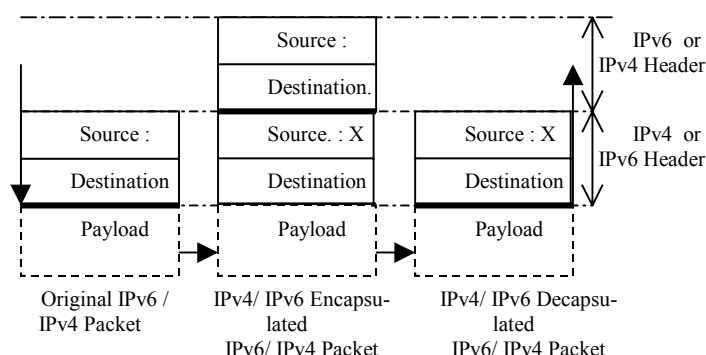 Source :
Destination.
IPv6 or
IPv4 Header
Source :
Destination
Payload
Source. : X
Destination
Payload
Source : X
Destination
Payload
IPv4 or
IPv6 Header
Original IPv6 /
IPv4 Packet
IPv4/ IPv6 Encapsu-
lated
IPv6/ IPv4 Packet
IPv4/ IPv6 Decapsu-
lated
IPv6/ IPv4 Packet